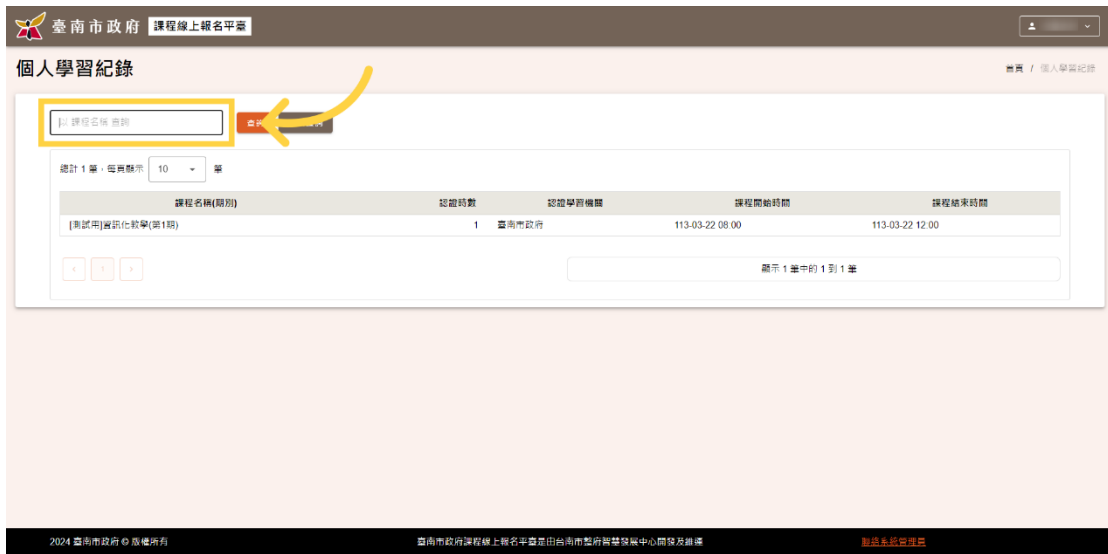 臺南市政府 課程線上報名平臺
個人學習紀錄
首頁 / 個人學習紀錄
以 課程名稱 查詢
總計 1 筆，每頁顯示 10 筆
課程名稱(期別) 認證時數 認證學習機關 課程開始時間 課程結束時間
[測試用]資訊化教學(第1期) 1 臺南市政府 113-03-22 08:00 113-03-22 12:00
< 1 > 顯示 1 筆中的 1 到 1 筆
2024 臺南市政府 © 版權所有 臺南市政府課程線上報名平臺是由台南市政府智慧發展中心開發及維運 聯絡系統管理員